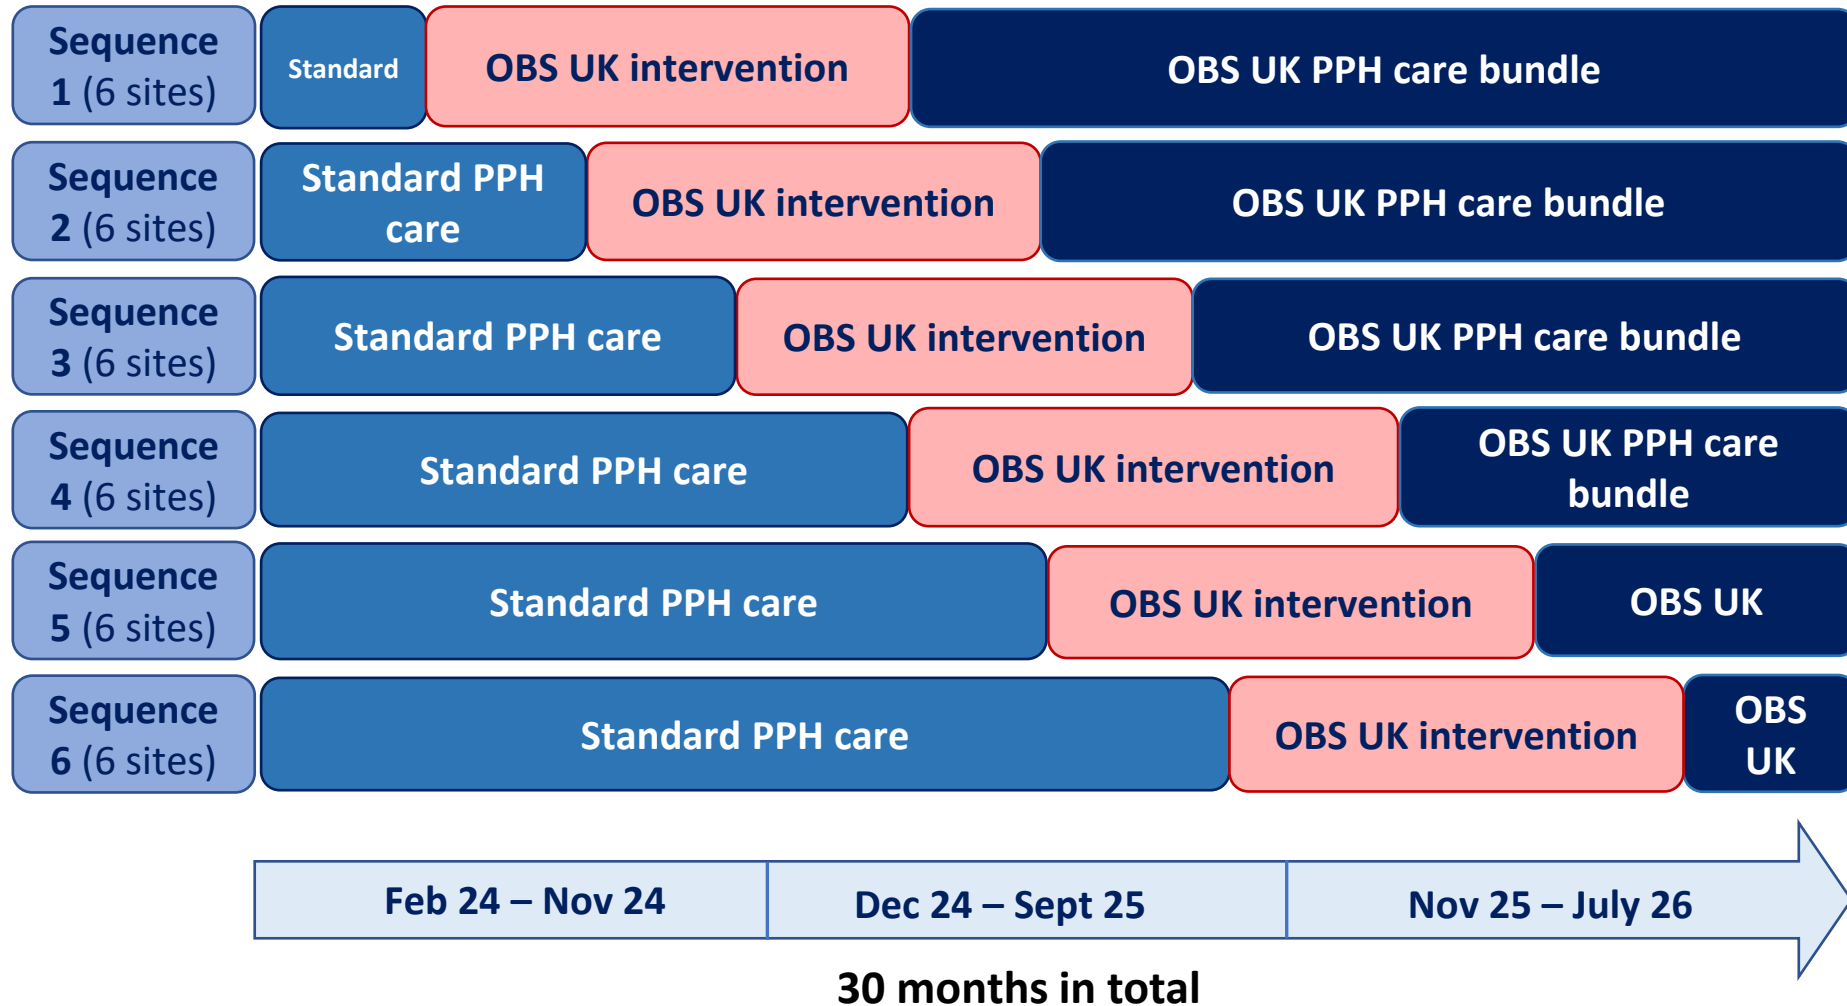 Sequence
1 (6 sites)
Standard
OBS UK intervention
OBS UK PPH care bundle
Sequence
2 (6 sites)
Standard PPH
care
OBS UK intervention
OBS UK PPH care bundle
Sequence
3 (6 sites)
Standard PPH care
OBS UK intervention
OBS UK PPH care bundle
Sequence
4 (6 sites)
Standard PPH care
OBS UK intervention
OBS UK PPH care
bundle
Sequence
5 (6 sites)
Standard PPH care
OBS UK intervention
OBS UK
Sequence
6 (6 sites)
Standard PPH care
OBS UK intervention
OBS
UK
Feb 24 – Nov 24
Dec 24 – Sept 25
Nov 25 – July 26
30 months in total